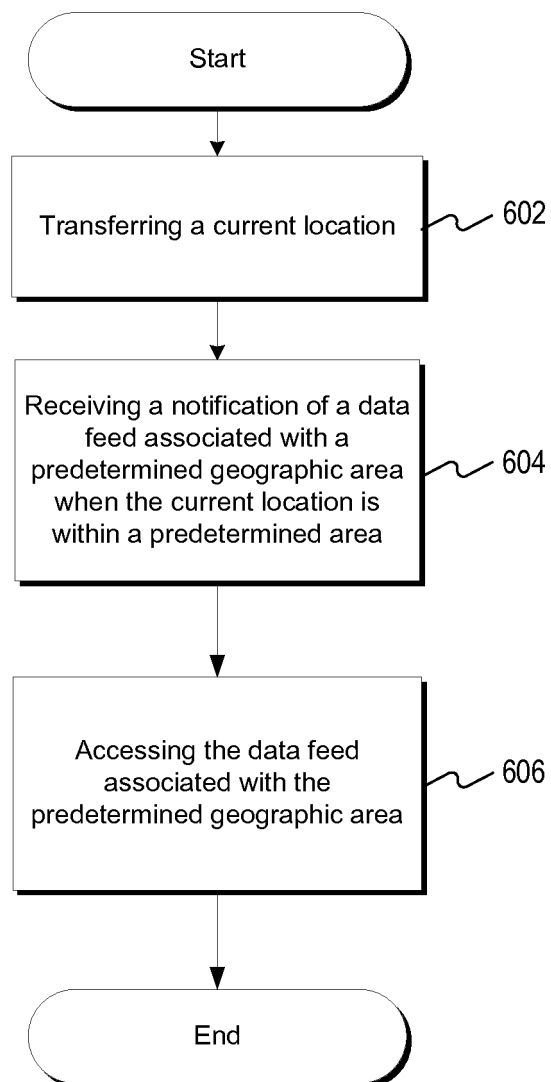 Start
Transferring a current location
602
Receiving a notification of a data
feed associated with a
predetermined geographic area
when the current location is
within a predetermined area
604
Accessing the data feed
associated with the
predetermined geographic area
606
End